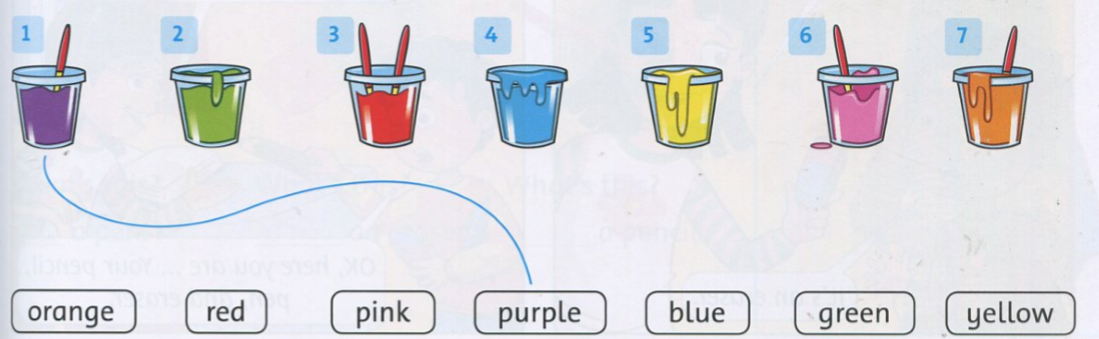 1 2 3 4 5 6 7
orange red pink purple blue green yellow